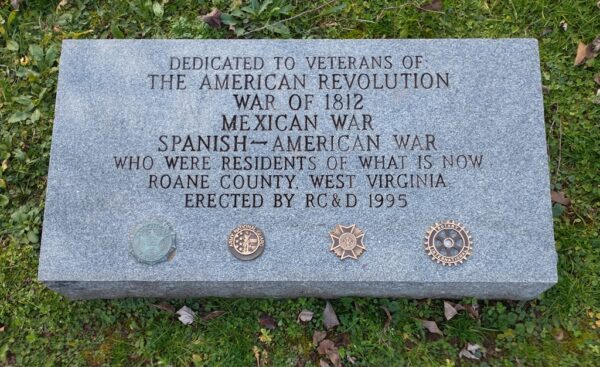 DEDICATED TO VETERANS OF:
THE AMERICAN REVOLUTION
WAR OF 1812
MEXICAN WAR
SPANISH-AMERICAN WAR
WHO WERE RESIDENTS OF WHAT IS NOW
ROANE COUNTY, WEST VIRGINIA.
ERECTED BY RC&D 1995